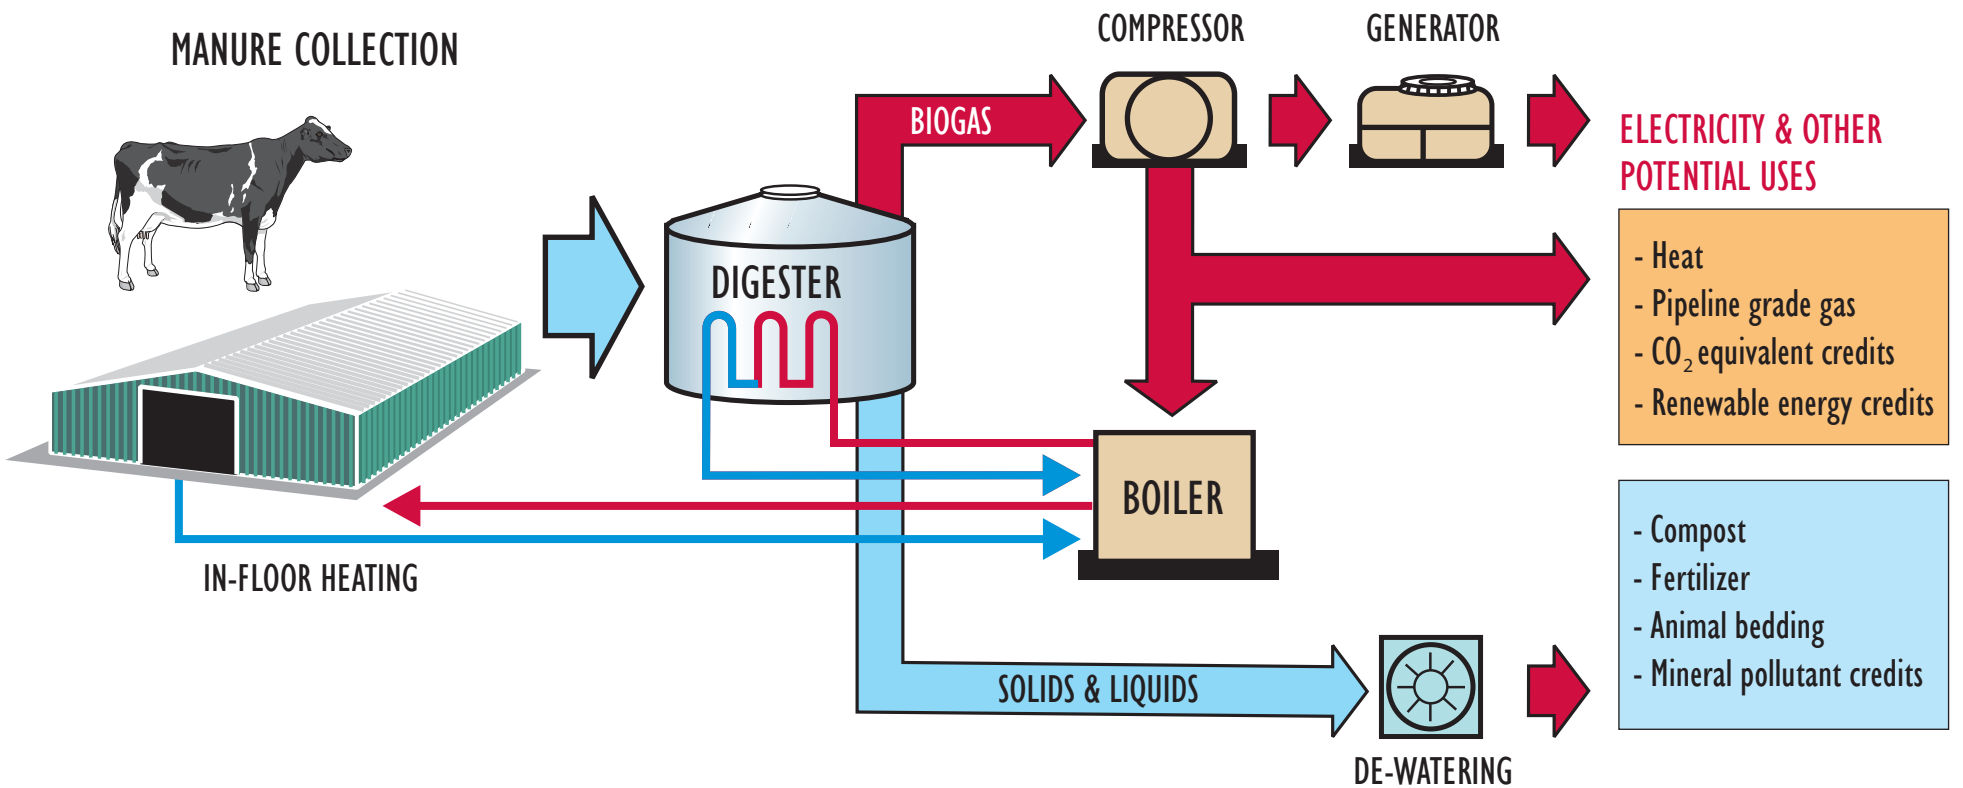 MANURE COLLECTION
COMPRESSOR
GENERATOR
BIOGAS
ELECTRICITY & OTHER
POTENTIAL USES
DIGESTER
- Heat
- Pipeline grade gas
- CO₂ equivalent credits
- Renewable energy credits
BOILER
IN-FLOOR HEATING
- Compost
- Fertilizer
- Animal bedding
- Mineral pollutant credits
SOLIDS & LIQUIDS
DE-WATERING